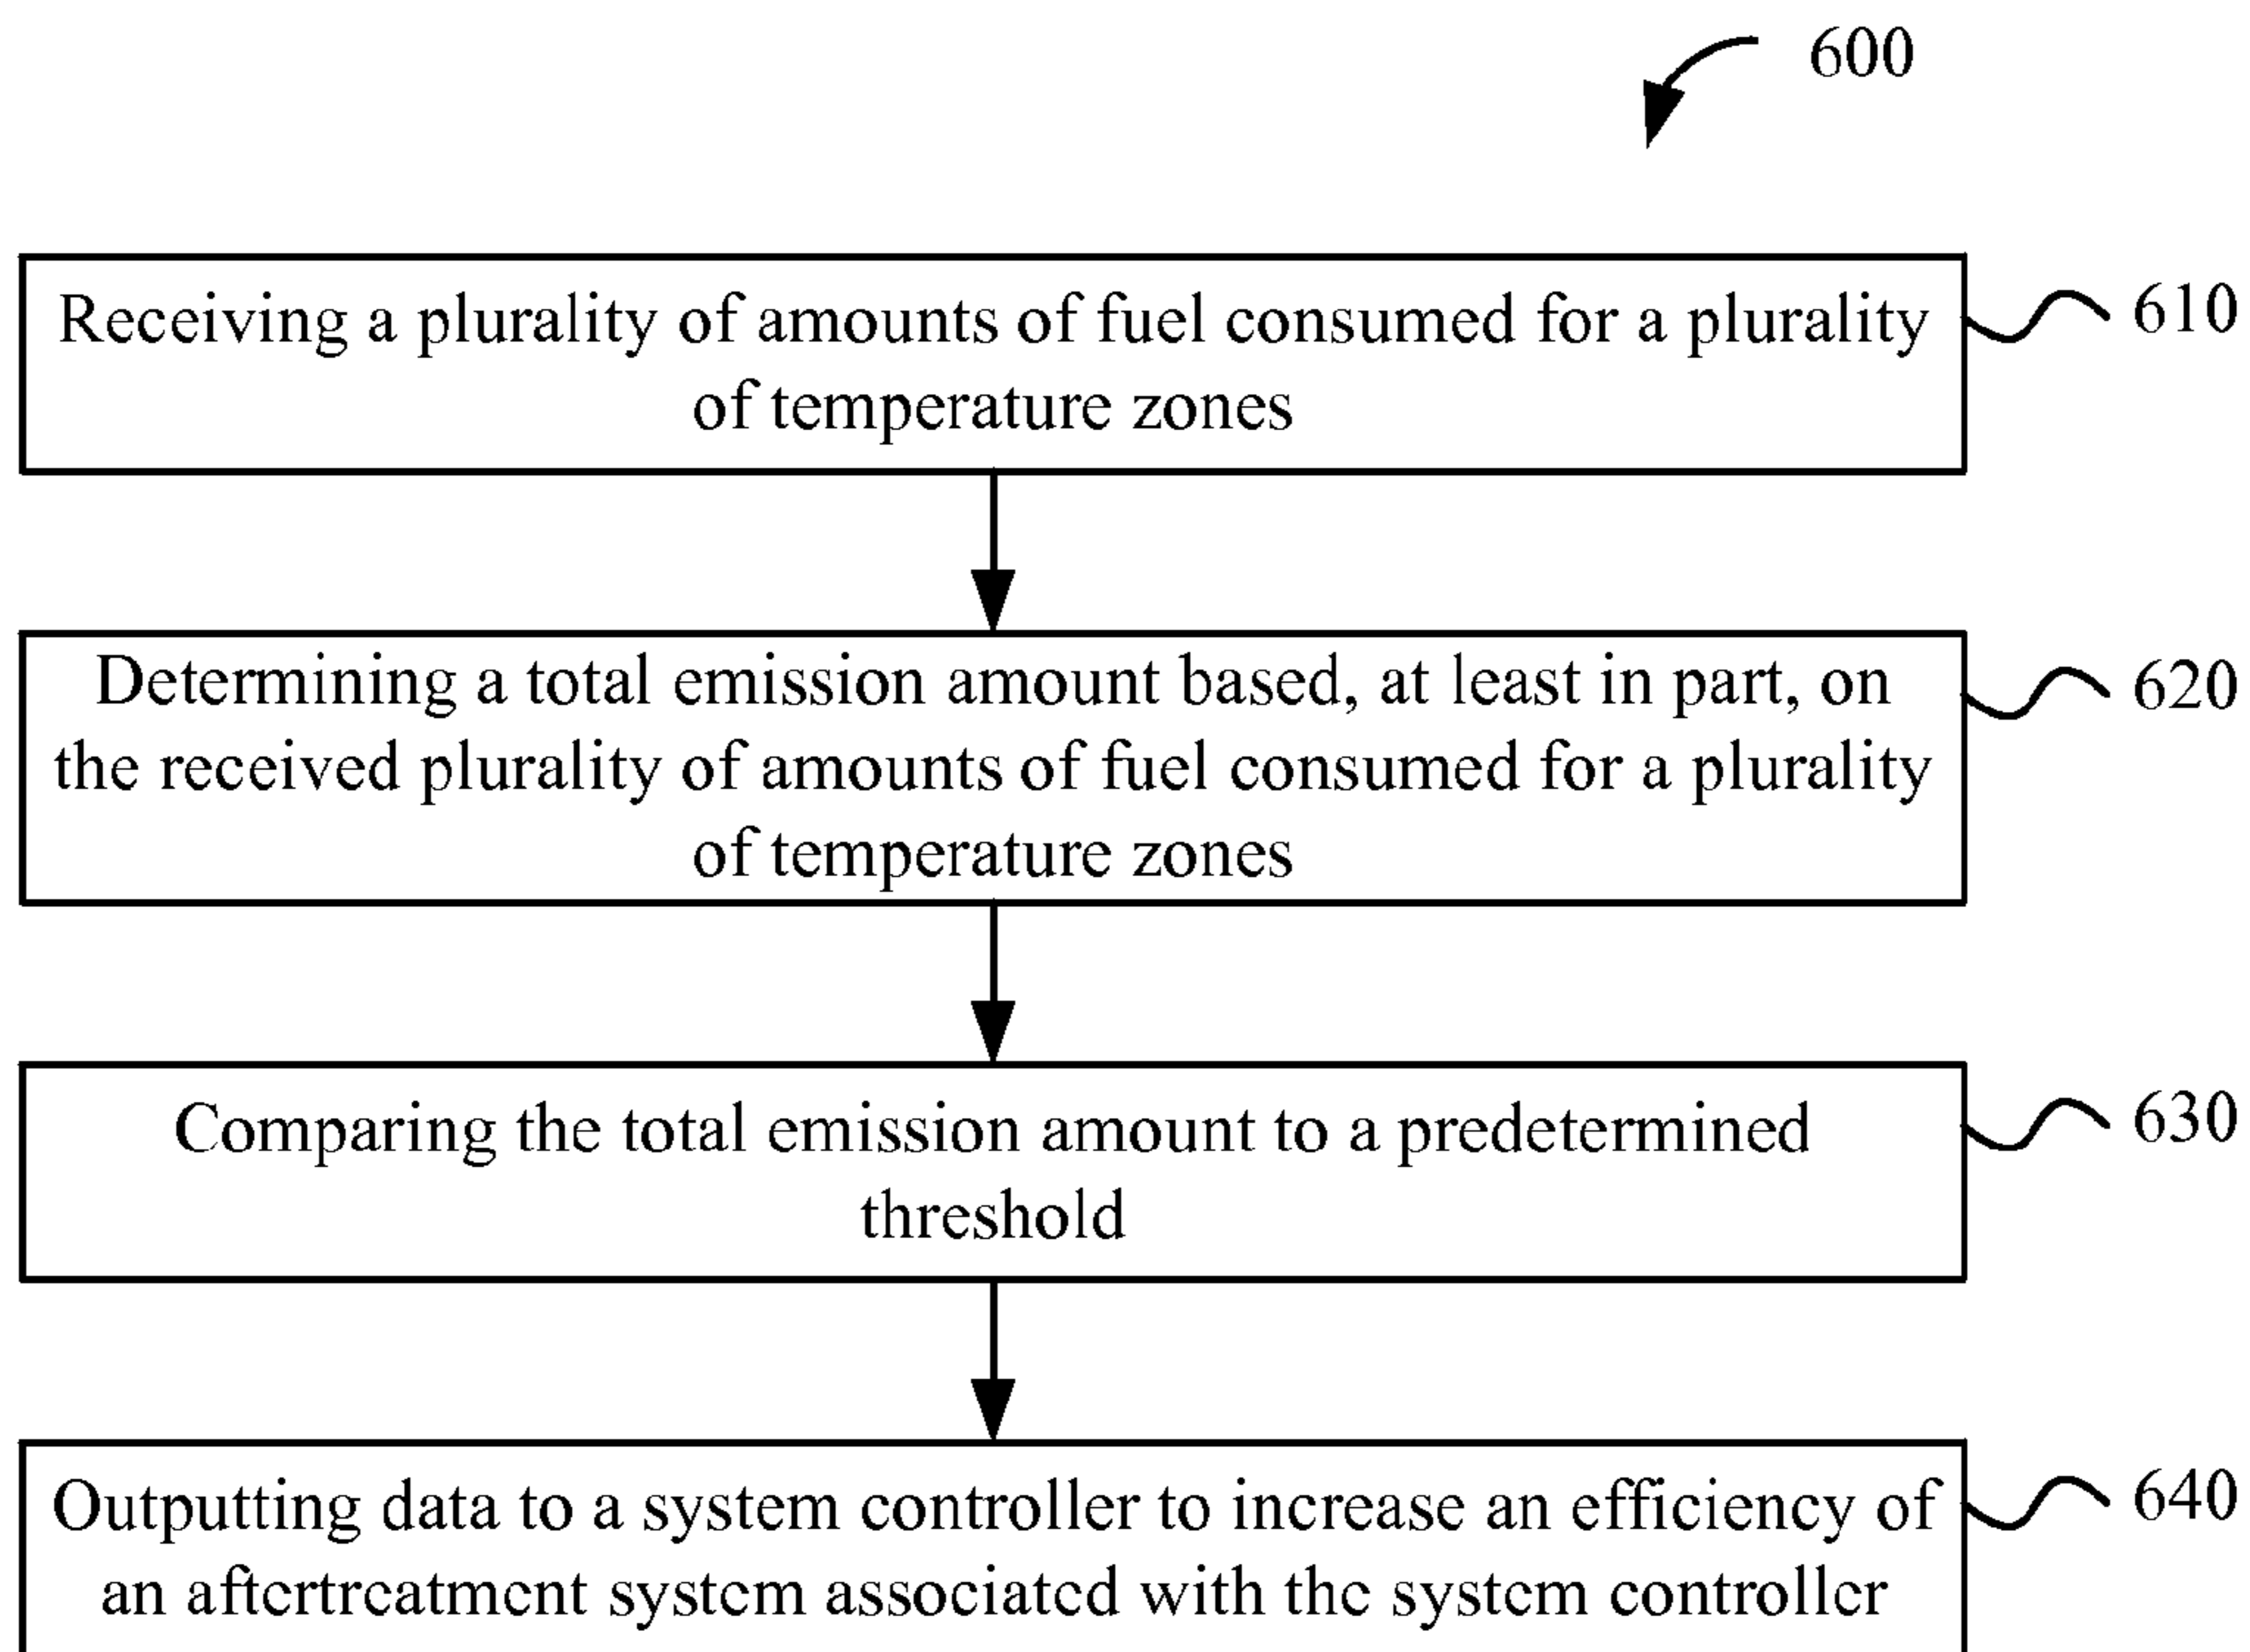 600
Receiving a plurality of amounts of fuel consumed for a plurality
of temperature zones
610
Determining a total emission amount based, at least in part, on
the received plurality of amounts of fuel consumed for a plurality
of temperature zones
620
Comparing the total emission amount to a predetermined
threshold
630
Outputting data to a system controller to increase an efficiency of
an aftertreatment system associated with the system controller
640